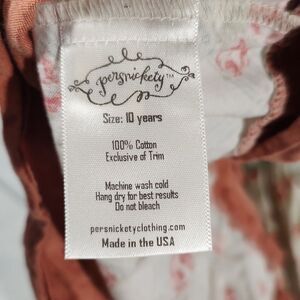 persnickety™
Size: 10 years
100% Cotton
Exclusive of Trim
Machine wash cold
Hang dry for best results
Do not bleach
persnicketyclothing.com
Made in the USA